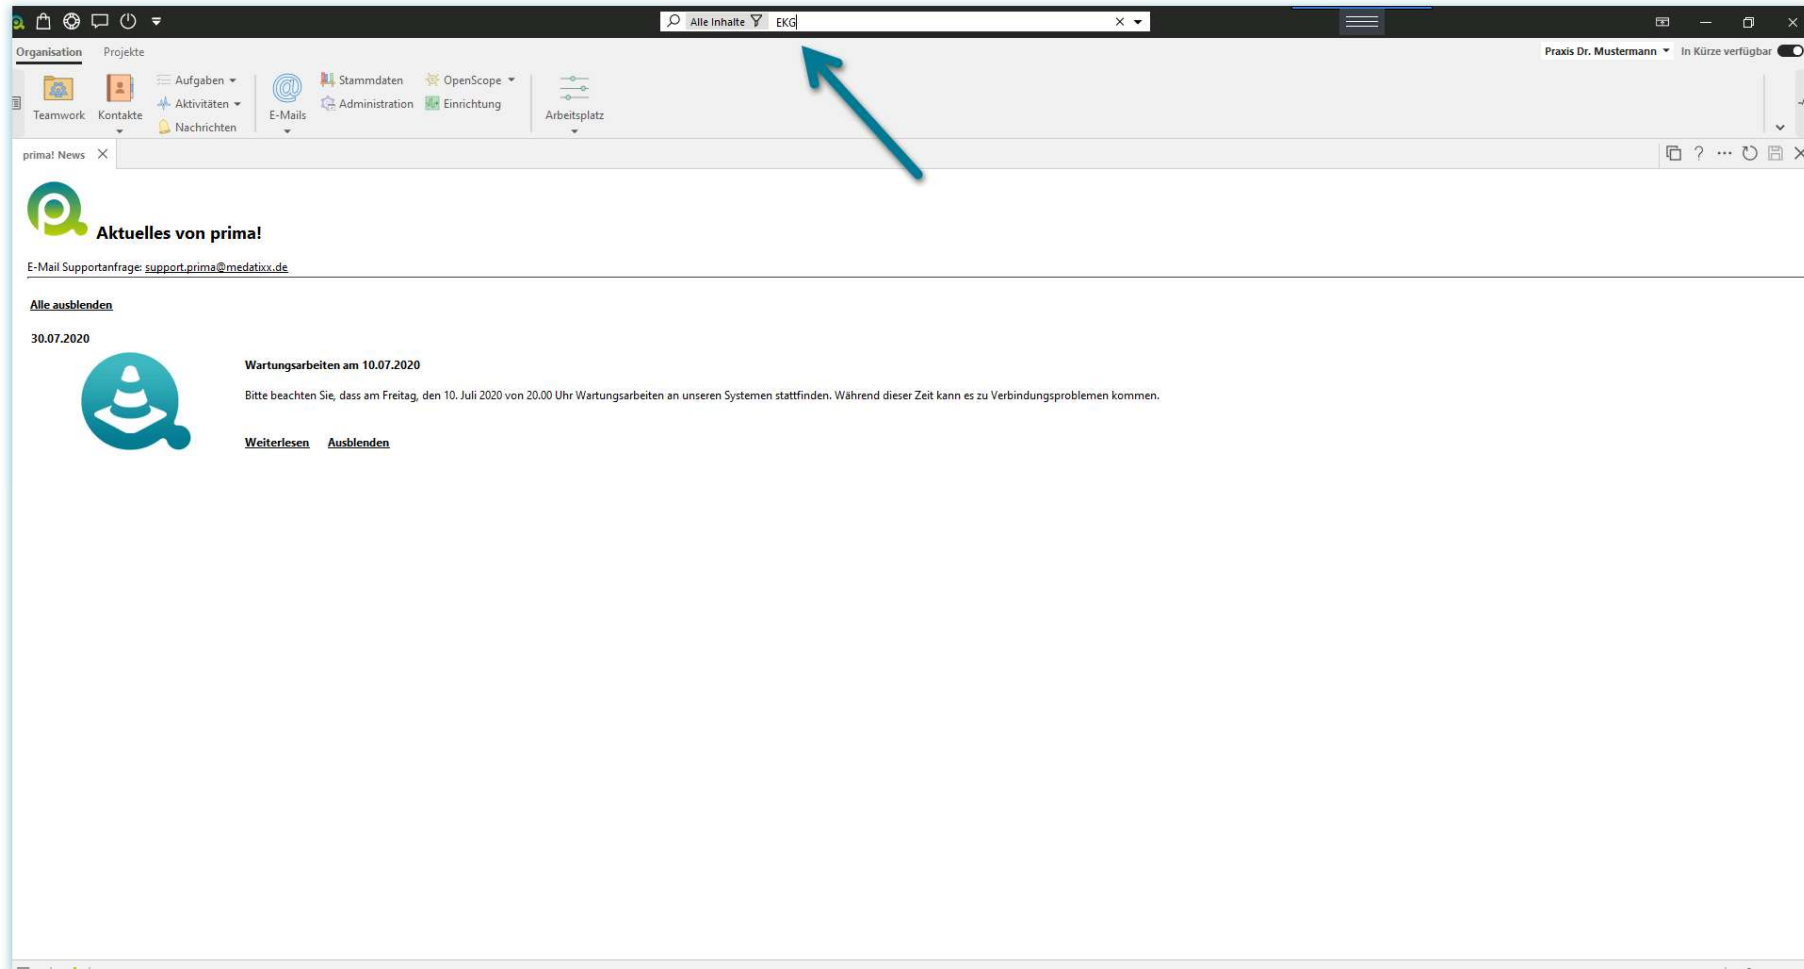 Alle Inhalte EKG
Organisation Projekte
Praxis Dr. Mustermann In Kürze verfügbar
Teamwork
Kontakte
Aufgaben
Aktivitäten
Nachrichten
E-Mails
Stammdaten
Administration
OpenScope
Einrichtung
Arbeitsplatz
prima! News
Aktuelles von prima!
E-Mail Supportanfrage: support.prima@medatixx.de
Alle ausblenden
30.07.2020
Wartungsarbeiten am 10.07.2020
Bitte beachten Sie, dass am Freitag, den 10. Juli 2020 von 20.00 Uhr Wartungsarbeiten an unseren Systemen stattfinden. Während dieser Zeit kann es zu Verbindungsproblemen kommen.
Weiterlesen Ausblenden